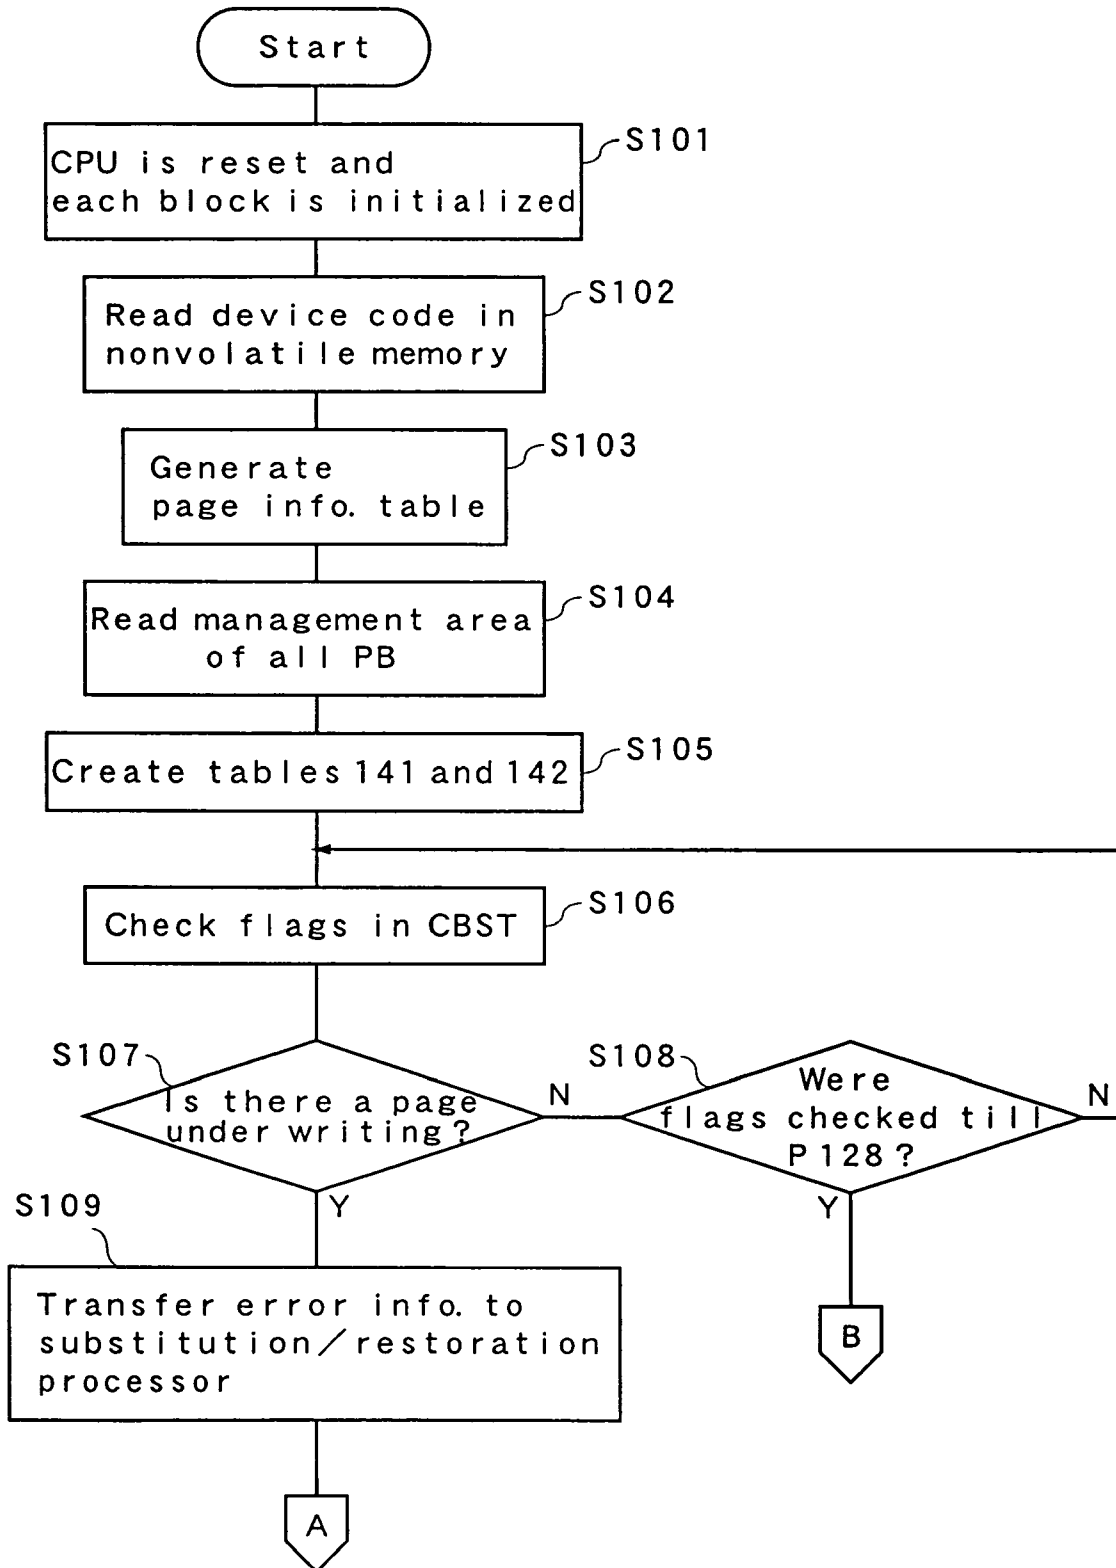 Start
S101
CPU is reset and
each block is initialized
S102
Read device code in
nonvolatile memory
S103
Generate
page info. table
S104
Read management area
of all PB
S105
Create tables 141 and 142
S106
Check flags in CBST
S107
Is there a page
under writing?
N
Y
S108
Were
flags checked till
P128?
N
Y
S109
Transfer error info. to
substitution/restoration
processor
B
A